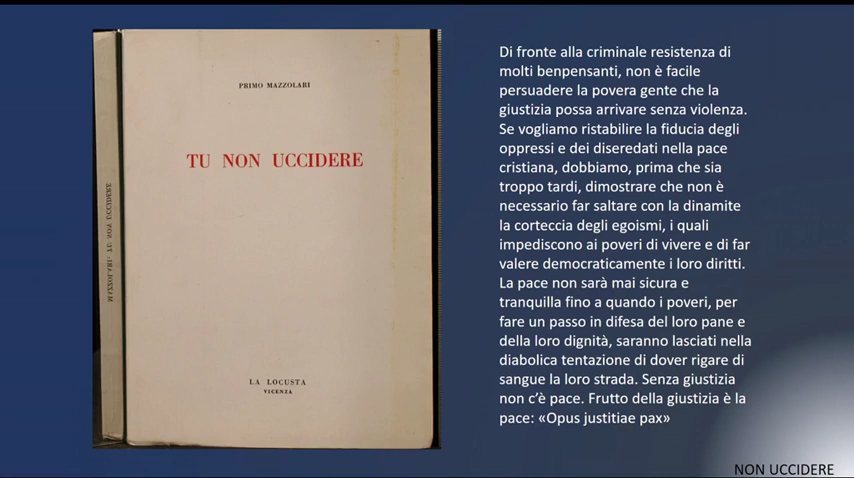 MAZZOLARI: TU NON UCCIDERE
PRIMO MAZZOLARI
TU NON UCCIDERE
LA LOCUSTA
VICENZA
Di fronte alla criminale resistenza di
molti benpensanti, non è facile
persuadere la povera gente che la
giustizia possa arrivare senza violenza.
Se vogliamo ristabilire la fiducia degli
oppressi e dei diseredati nella pace
cristiana, dobbiamo, prima che sia
troppo tardi, dimostrare che non è
necessario far saltare con la dinamite
la corteccia degli egoismi, i quali
impediscono ai poveri di vivere e di far
valere democraticamente i loro diritti.
La pace non sarà mai sicura e
tranquilla fino a quando i poveri, per
fare un passo in difesa del loro pane e
della loro dignità, saranno lasciati nella
diabolica tentazione di dover rigare di
sangue la loro strada. Senza giustizia
non c’è pace. Frutto della giustizia è la
pace: «Opus justitiae pax»
NON UCCIDERE